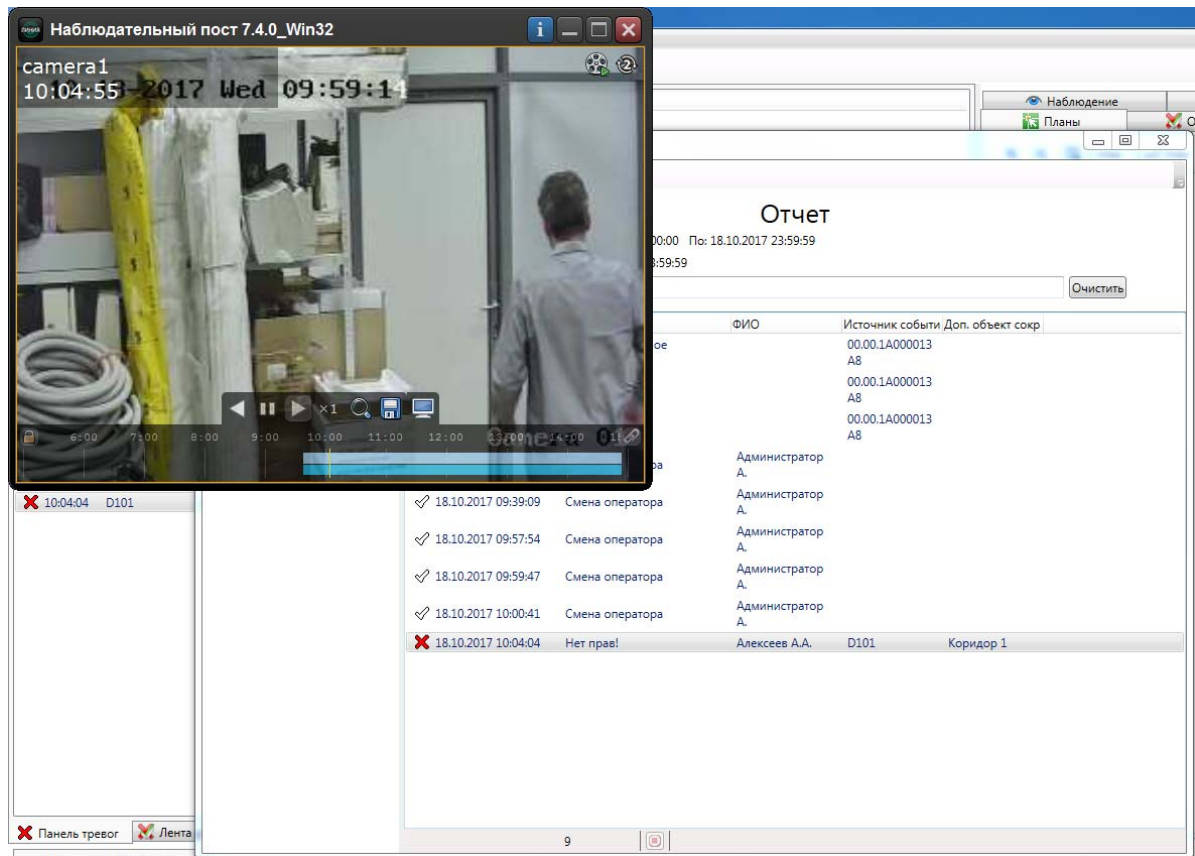 Наблюдательный пост 7.4.0_Win32
camera1
10:04:55
2017 Wed 09:59:14
Наблюдение
Планы
О
Отчет
00:00 По: 18.10.2017 23:59:59
:59:59
Очистить
ФИО Источник событи Доп. объект сокр
ое 00.00.1A000013
A8
00.00.1A000013
A8
00.00.1A000013
A8
×1
6:00 7:00 8:00 9:00 10:00 11:00 12:00 13:00 14:00
ра Администратор
А.
10:04:04 D101
18.10.2017 09:39:09 Смена оператора Администратор
А.
18.10.2017 09:57:54 Смена оператора Администратор
А.
18.10.2017 09:59:47 Смена оператора Администратор
А.
18.10.2017 10:00:41 Смена оператора Администратор
А.
18.10.2017 10:04:04 Нет прав! Алексеев А.А. D101 Коридор 1
Панель тревог Лента
9